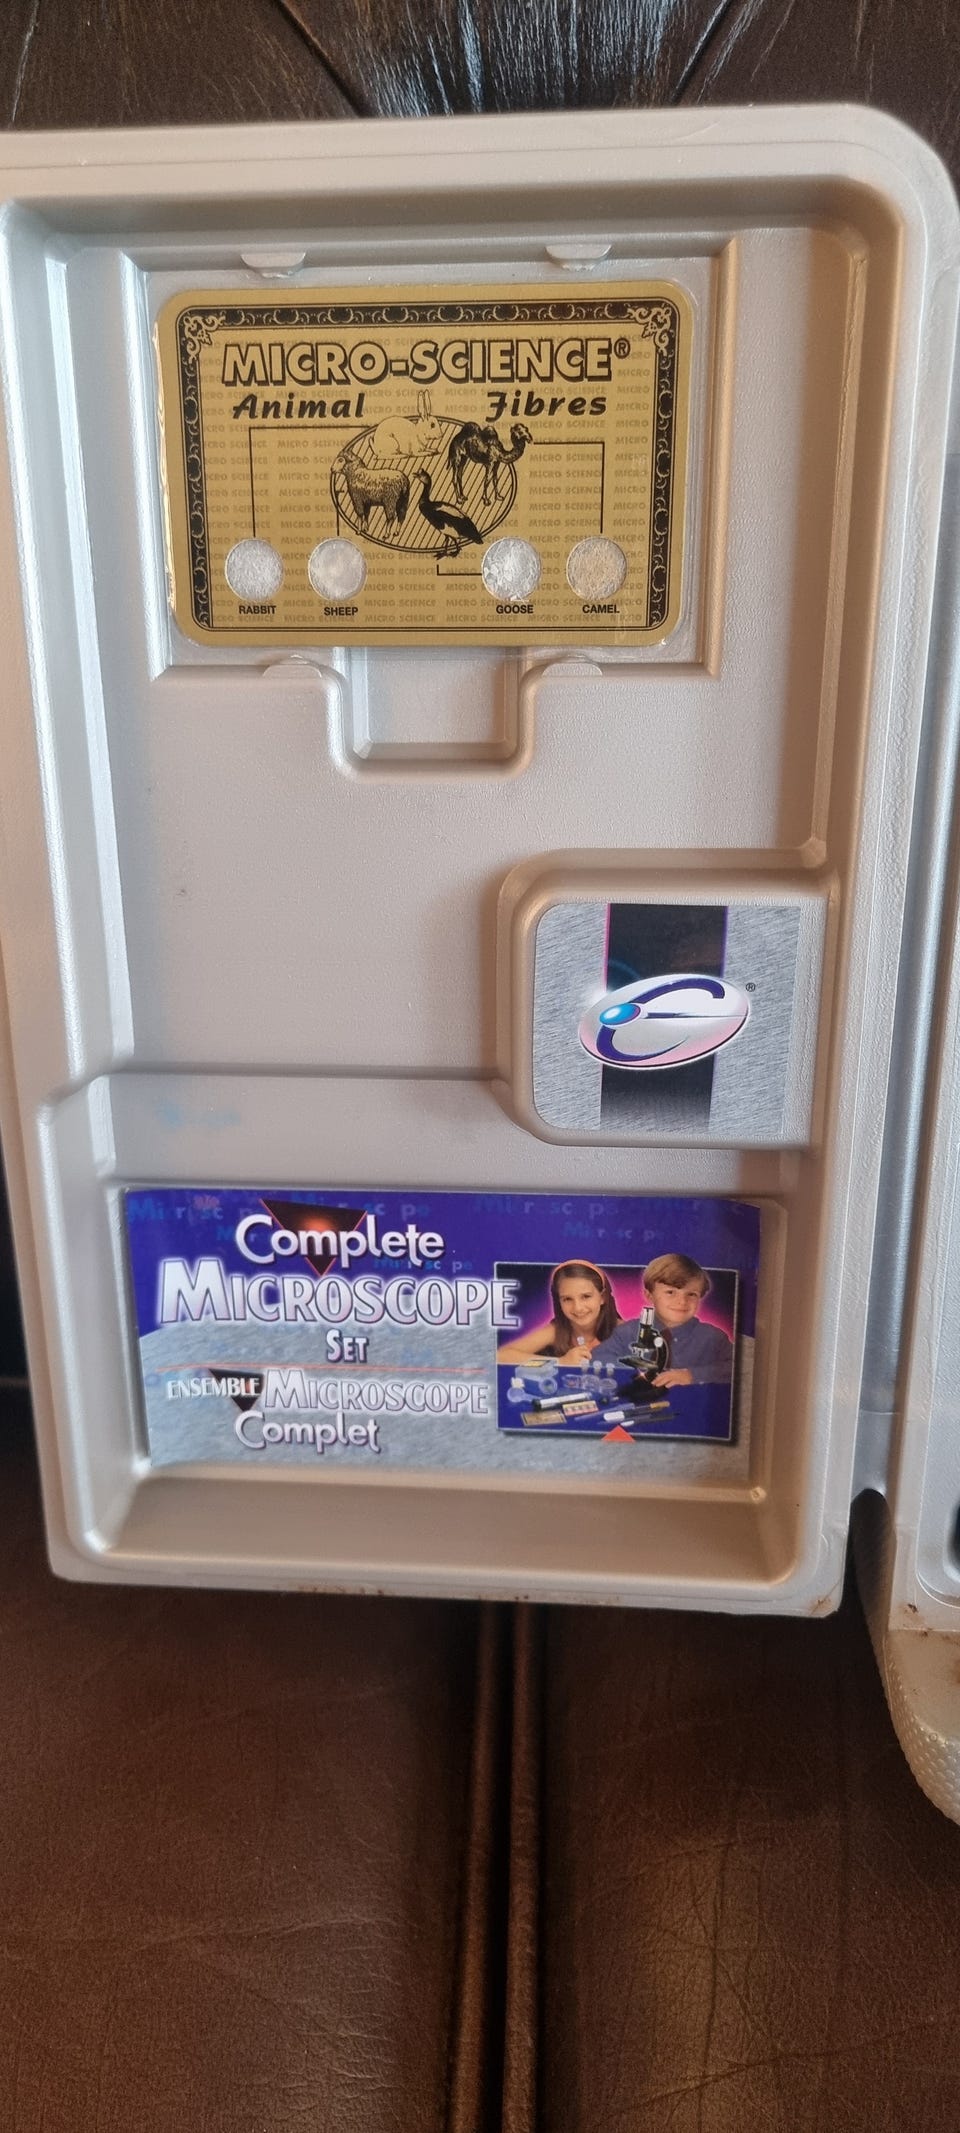 MICRO-SCIENCE®
Animal Fibres
RABBIT SHEEP GOOSE CAMEL
®
Complete
MICROSCOPE
SET
ENSEMBLE MICROSCOPE
Complet